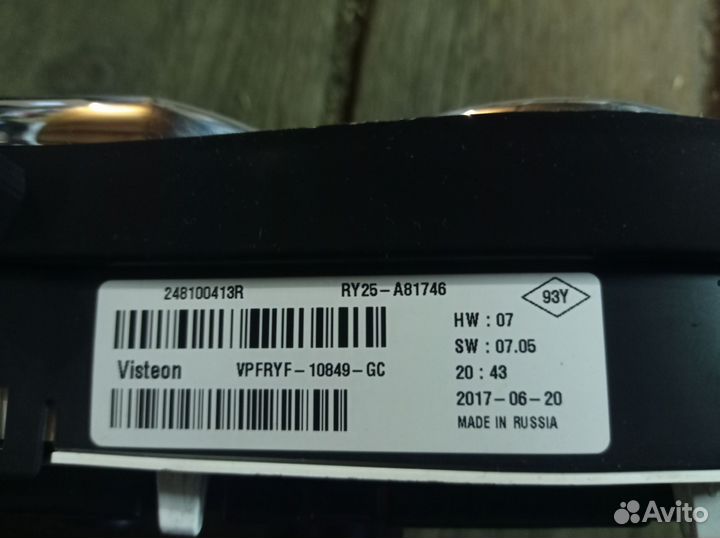 248100413R RY25-A81746
93Y
HW : 07
SW : 07.05
Visteon VPFRYF-10849-GC
20 : 43
2017-06-20
MADE IN RUSSIA
Avito